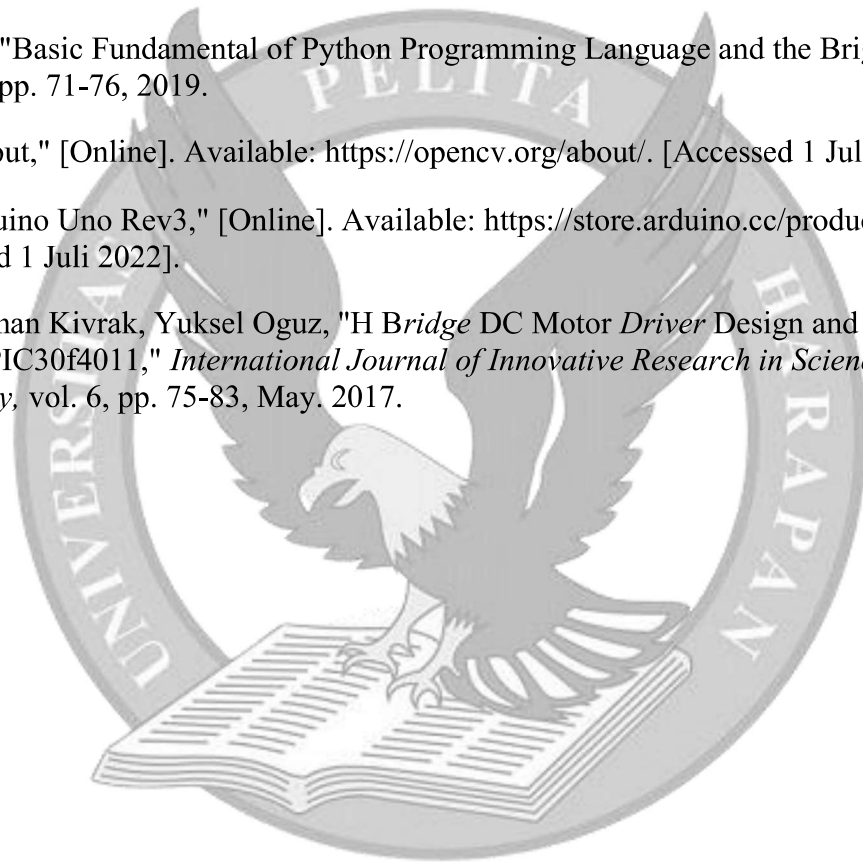 "Basic Fundamental of Python Programming Language and the Brig
pp. 71-76, 2019.
out," [Online]. Available: https://opencv.org/about/. [Accessed 1 Jul
uino Uno Rev3," [Online]. Available: https://store.arduino.cc/produc
d 1 Juli 2022].
nan Kivrak, Yuksel Oguz, "H Bridge DC Motor Driver Design and
PIC30f4011," International Journal of Innovative Research in Scien
y, vol. 6, pp. 75-83, May. 2017.
UNIVERSITAS PELITA HARAPAN